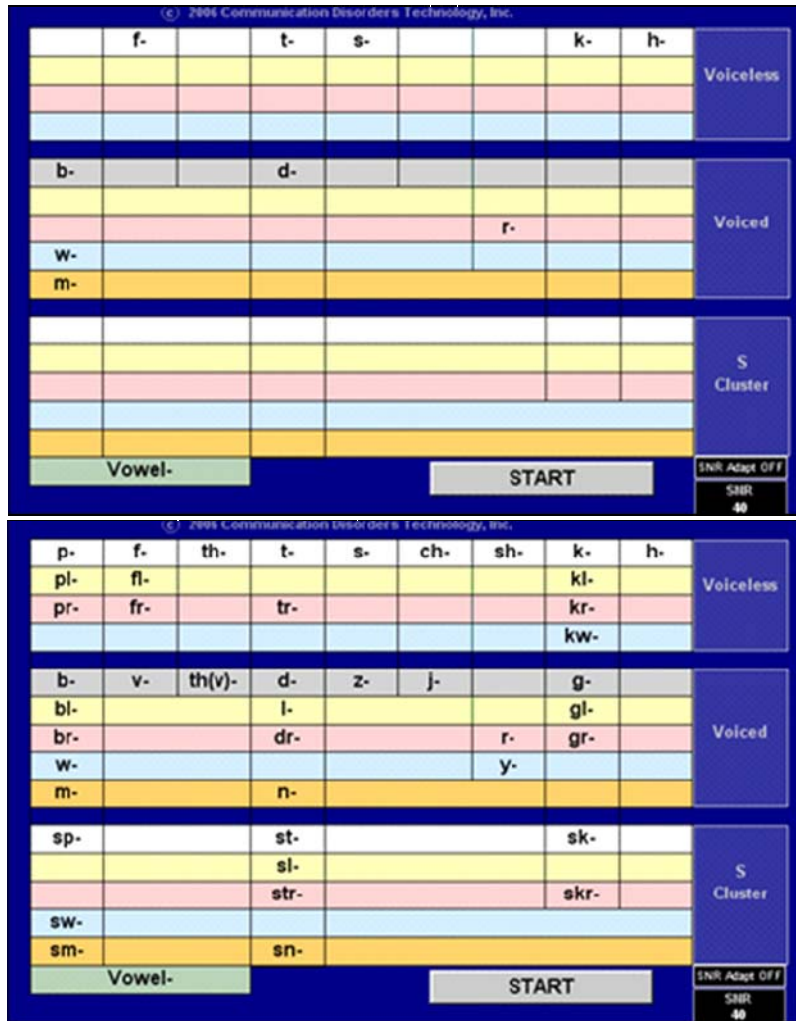 (c) 2006 Communication Disorders Technology, Inc.
f- t- s- k- h-
Voiceless
b- d-
r- Voiced
w-
m-
S
Cluster
Vowel- START SNR Adapt OFF
SNR
40
(c) 2006 Communication Disorders Technology, Inc.
p- f- th- t- s- ch- sh- k- h-
pl- fl- kl- Voiceless
pr- fr- tr- kr-
kw-
b- v- th(v)- d- z- j- g-
bl- l- gl-
br- dr- r- gr- Voiced
w- y-
m- n-
sp- st- sk-
sl- S
str- skr- Cluster
sw-
sm- sn-
Vowel- START SNR Adapt OFF
SNR
40